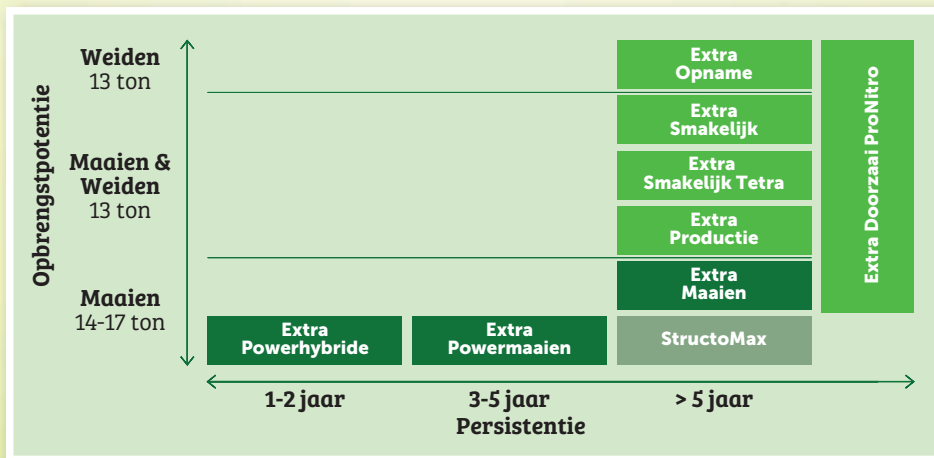 Opbrengstpotentie
Weiden
13 ton
Maaien &
Weiden
13 ton
Maaien
14-17 ton
Extra
Opname
Extra
Smakelijk
Extra
Smakelijk Tetra
Extra
Productie
Extra
Maaien
Extra
Powerhybride
Extra
Powermaaien
StructoMax
Extra Doorzaai ProNitro
1-2 jaar
3-5 jaar
> 5 jaar
Persistentie